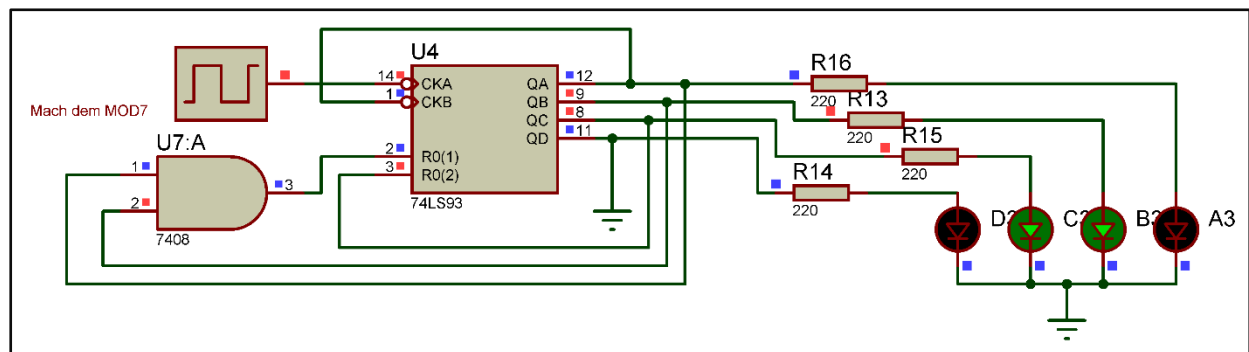 U4
R16
14
CKA
QA
12
220
1
CKB
QB
9
R13
Mach dem MOD7
QC
8
220
R15
QD
11
U7:A
220
1
2
R0(1)
R14
3
3
R0(2)
2
74LS93
220
7408
D3
C3
B3
A3